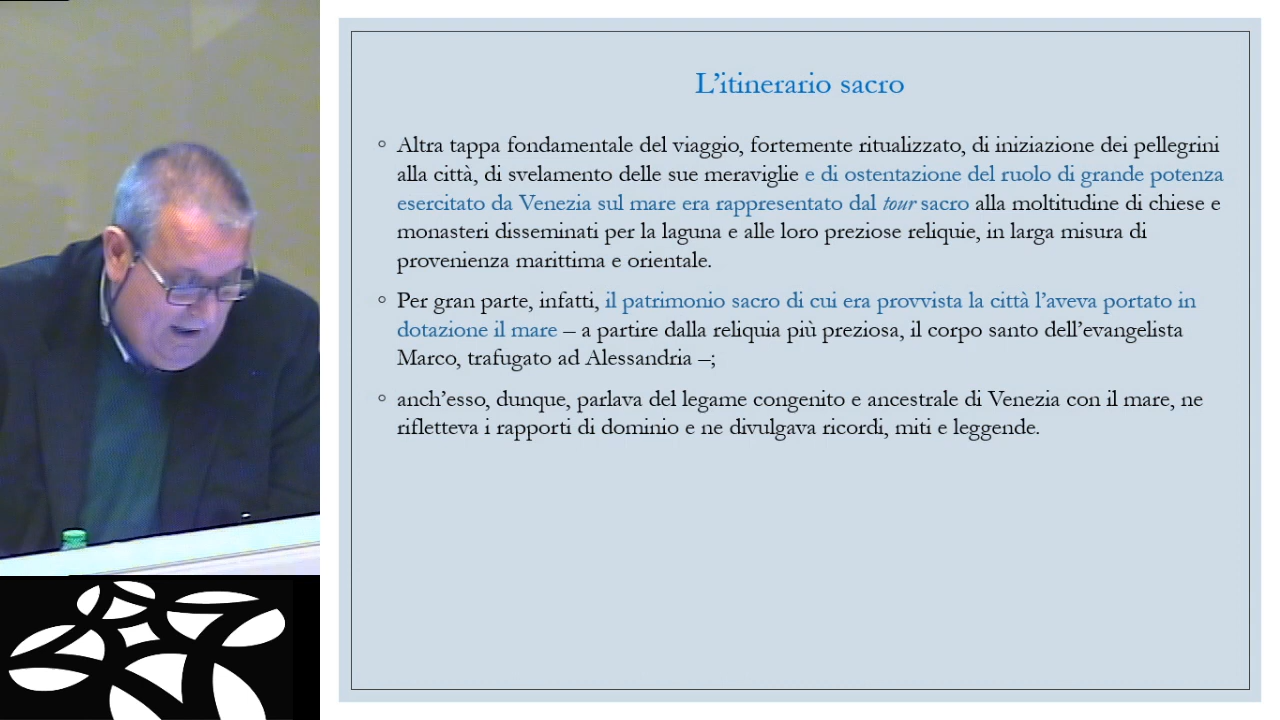 L’itinerario sacro
◦ Altra tappa fondamentale del viaggio, fortemente ritualizzato, di iniziazione dei pellegrini
alla città, di svelamento delle sue meraviglie e di ostentazione del ruolo di grande potenza
esercitato da Venezia sul mare era rappresentato dal tour sacro alla moltitudine di chiese e
monasteri disseminati per la laguna e alle loro preziose reliquie, in larga misura di
provenienza marittima e orientale.
◦ Per gran parte, infatti, il patrimonio sacro di cui era provvista la città l’aveva portato in
dotazione il mare – a partire dalla reliquia più preziosa, il corpo santo dell’evangelista
Marco, trafugato ad Alessandria –;
◦ anch’esso, dunque, parlava del legame congenito e ancestrale di Venezia con il mare, ne
rifletteva i rapporti di dominio e ne divulgava ricordi, miti e leggende.